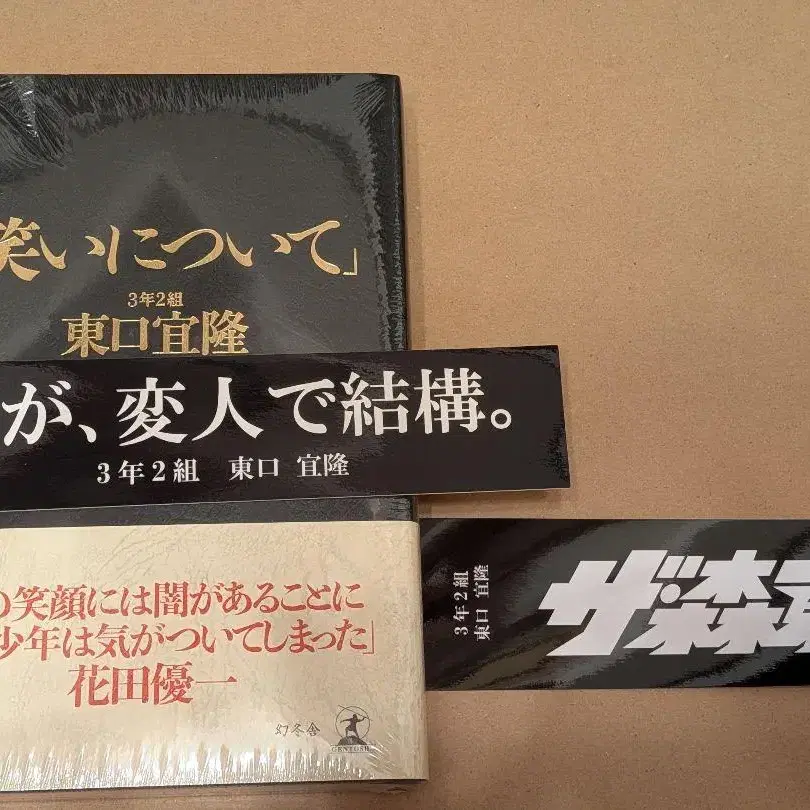 笑いについて」
3年2組
東口宜隆
が、変人で結構。
3年2組 東口 宜隆
の笑顔には闇があることに
少年は気がついてしまった」
花田優一
幻冬舎
GENTOSHA
3年2組
東口 宜隆
ザ・森東